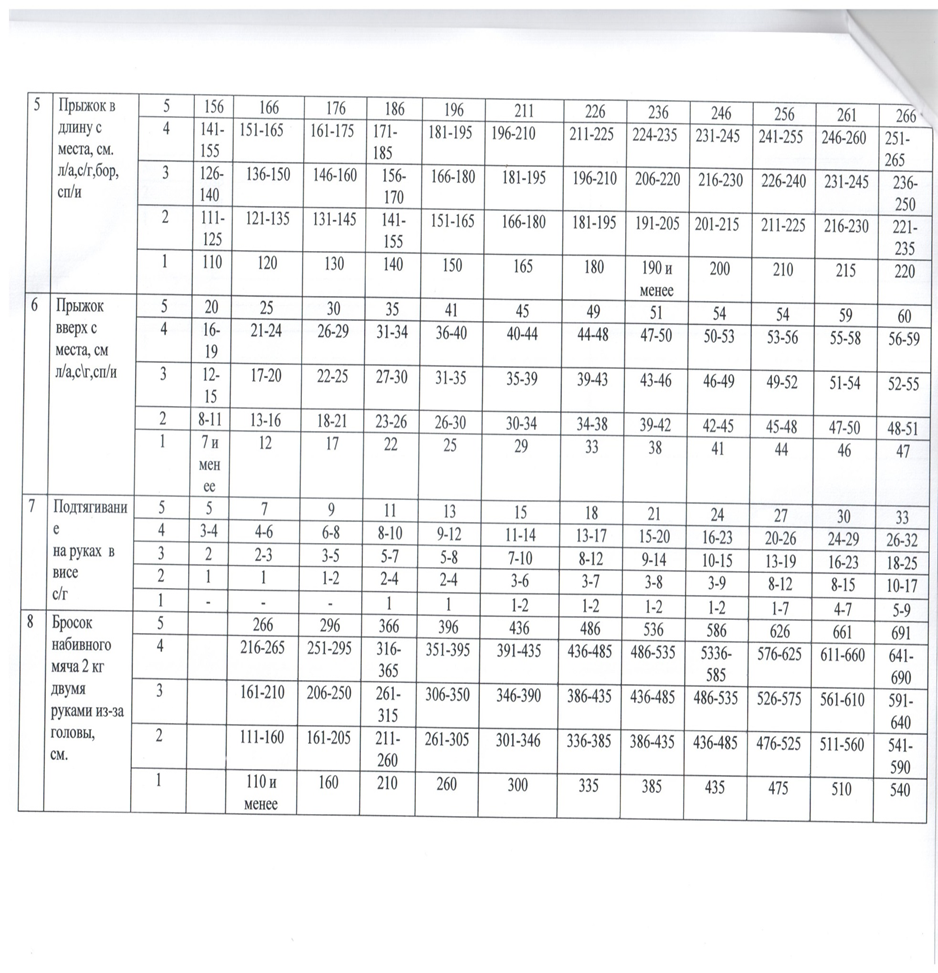 5 Прыжок в длину с места, см. л/а,с/г,бор, сп/и 5 156 166 176 186 196 211 226 236 246 256 261 266
4 141-155 151-165 161-175 171-185 181-195 196-210 211-225 224-235 231-245 241-255 246-260 251-265
3 126-140 136-150 146-160 156-170 166-180 181-195 196-210 206-220 216-230 226-240 231-245 236-250
2 111-125 121-135 131-145 141-155 151-165 166-180 181-195 191-205 201-215 211-225 216-230 221-235
1 110 120 130 140 150 165 180 190 и менее 200 210 215 220
6 Прыжок вверх с места, см л/а,с\г,сп/и 5 20 25 30 35 41 45 49 51 54 54 59 60
4 16-19 21-24 26-29 31-34 36-40 40-44 44-48 47-50 50-53 53-56 55-58 56-59
3 12-15 17-20 22-25 27-30 31-35 35-39 39-43 43-46 46-49 49-52 51-54 52-55
2 8-11 13-16 18-21 23-26 26-30 30-34 34-38 39-42 42-45 45-48 47-50 48-51
1 7 и мен ее 12 17 22 25 29 33 38 41 44 46 47
7 Подтягивани е на руках в висе с/г 5 5 7 9 11 13 15 18 21 24 27 30 33
4 3-4 4-6 6-8 8-10 9-12 11-14 13-17 15-20 16-23 20-26 24-29 26-32
3 2 2-3 3-5 5-7 5-8 7-10 8-12 9-14 10-15 13-19 16-23 18-25
2 1 1 1-2 2-4 2-4 3-6 3-7 3-8 3-9 8-12 8-15 10-17
1 - - - 1 1 1-2 1-2 1-2 1-2 1-7 4-7 5-9
8 Бросок набивного мяча 2 кг двумя руками из-за головы, см. 5 266 296 366 396 436 486 536 586 626 661 691
4 216-265 251-295 316-365 351-395 391-435 436-485 486-535 5336-585 576-625 611-660 641-690
3 161-210 206-250 261-315 306-350 346-390 386-435 436-485 486-535 526-575 561-610 591-640
2 111-160 161-205 211-260 261-305 301-346 336-385 386-435 436-485 476-525 511-560 541-590
1 110 и менее 160 210 260 300 335 385 435 475 510 540